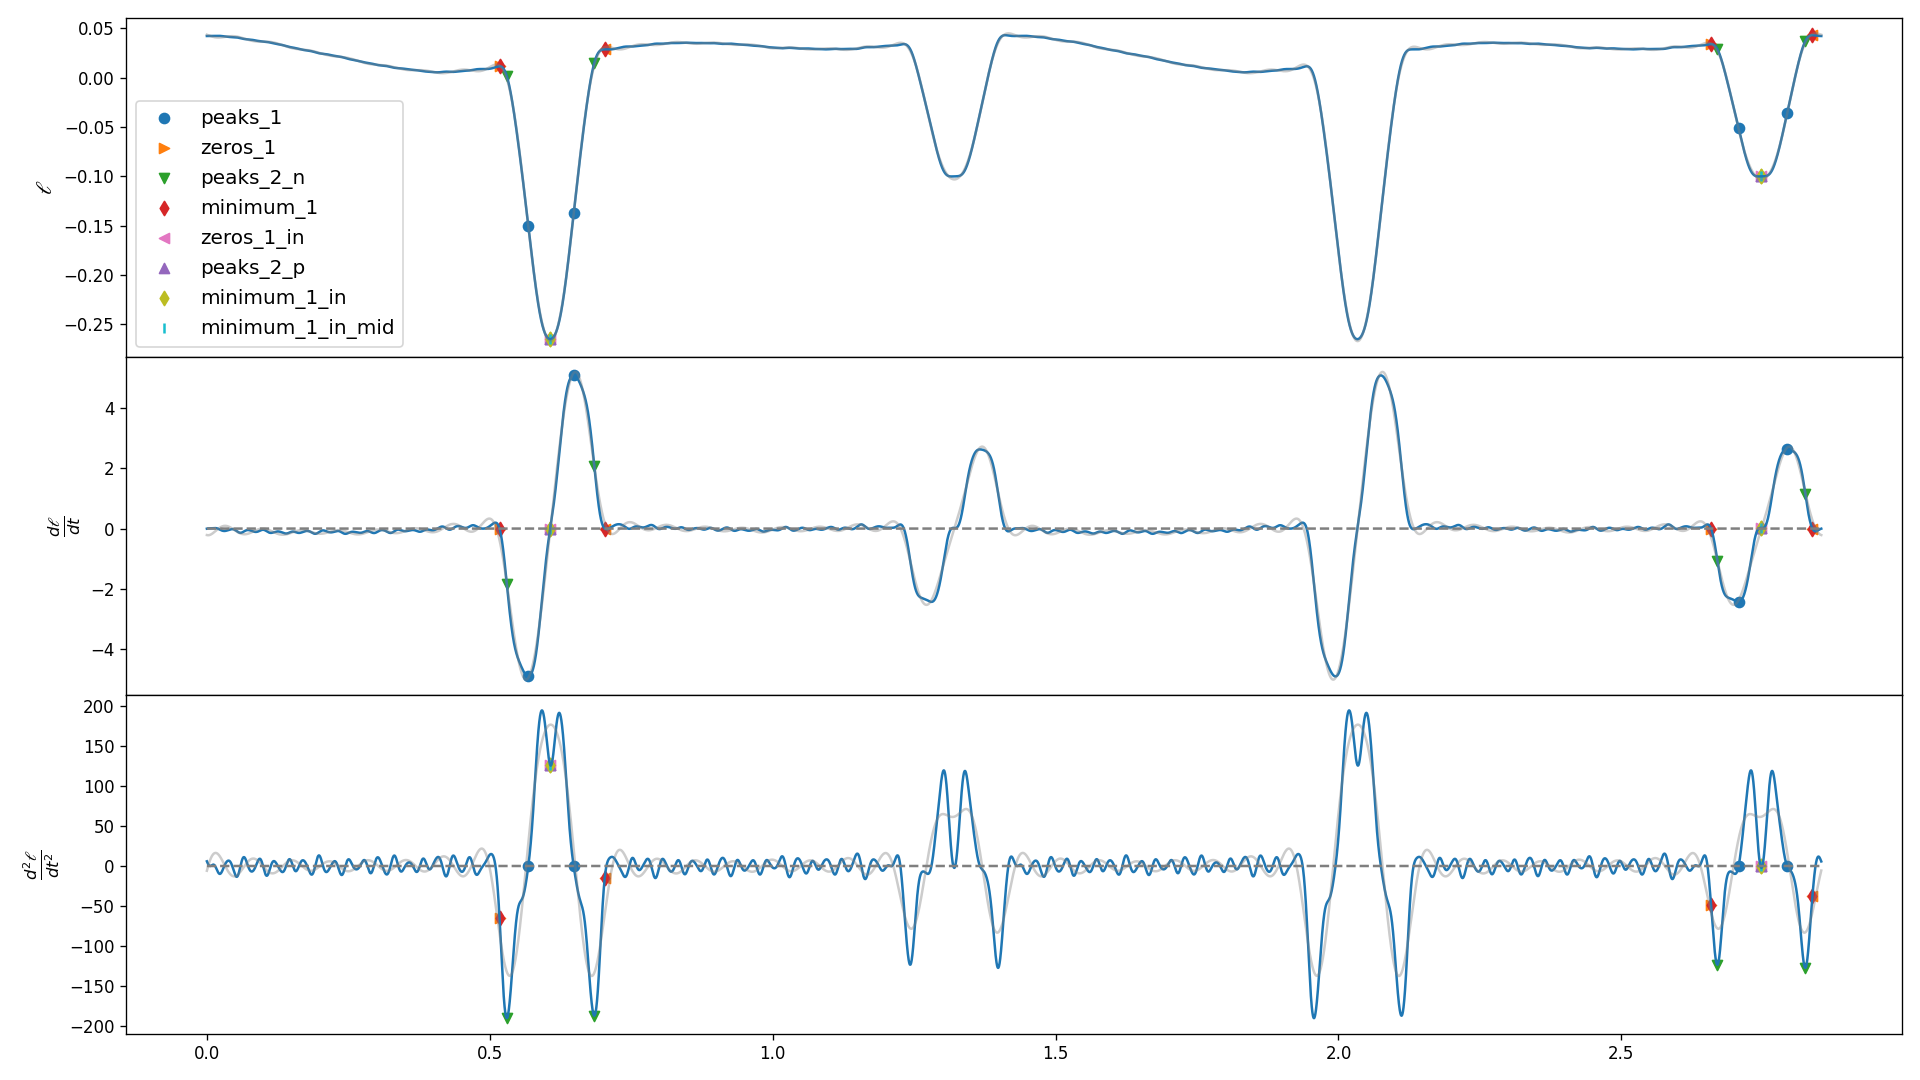 0.05
0.00
−0.05
−0.10
−0.15
−0.20
−0.25
ℓ
peaks_1
zeros_1
peaks_2_n
minimum_1
zeros_1_in
peaks_2_p
minimum_1_in
minimum_1_in_mid
4
2
0
−2
−4
dℓ
dt
200
150
100
50
0
−50
−100
−150
−200
d²ℓ
dt²
0.0 0.5 1.0 1.5 2.0 2.5